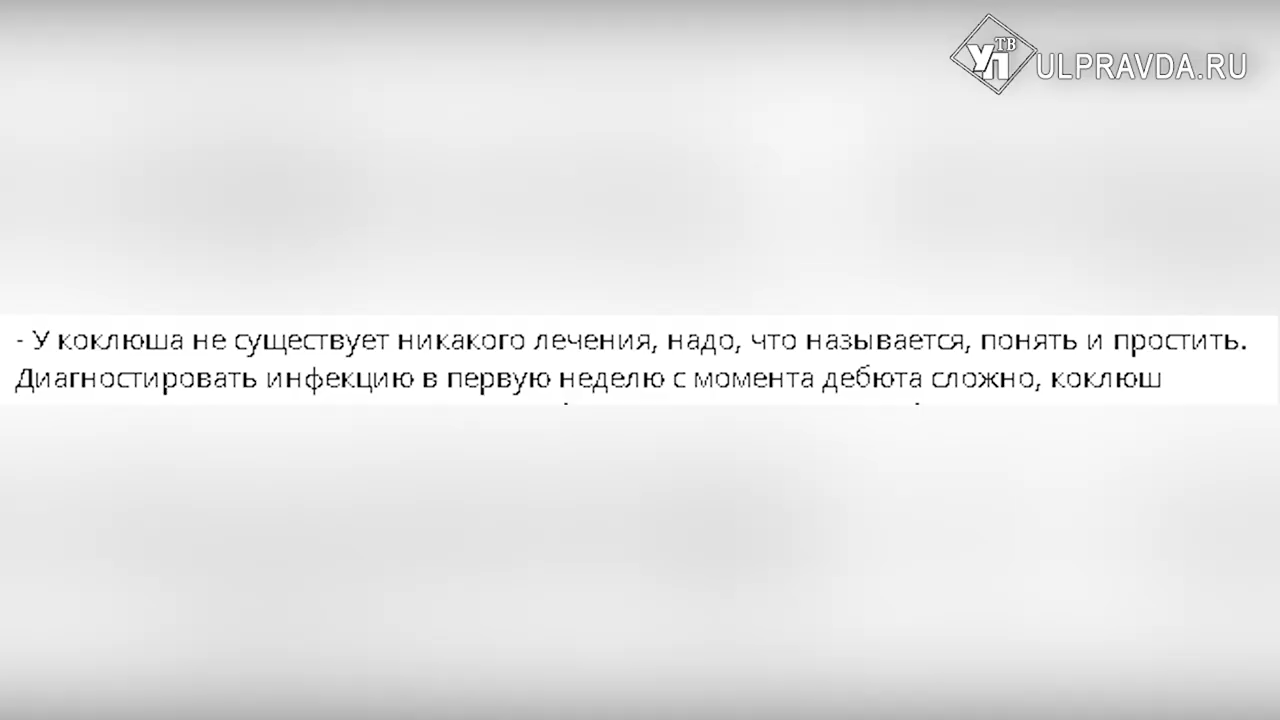 ТВ
УП
ULPRAVDA.RU
- У коклюша не существует никакого лечения, надо, что называется, понять и простить.
Диагностировать инфекцию в первую неделю с момента дебюта сложно, коклюш